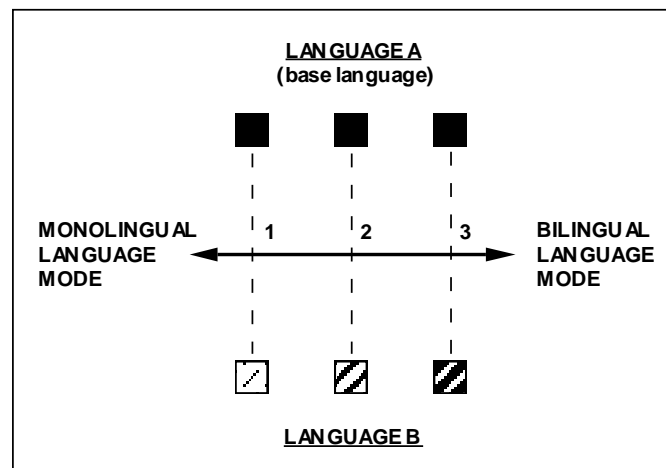 LANGUAGE A
(base language)
MONOLINGUAL
LANGUAGE
MODE
1
2
3
BILINGUAL
LANGUAGE
MODE
LANGUAGE B